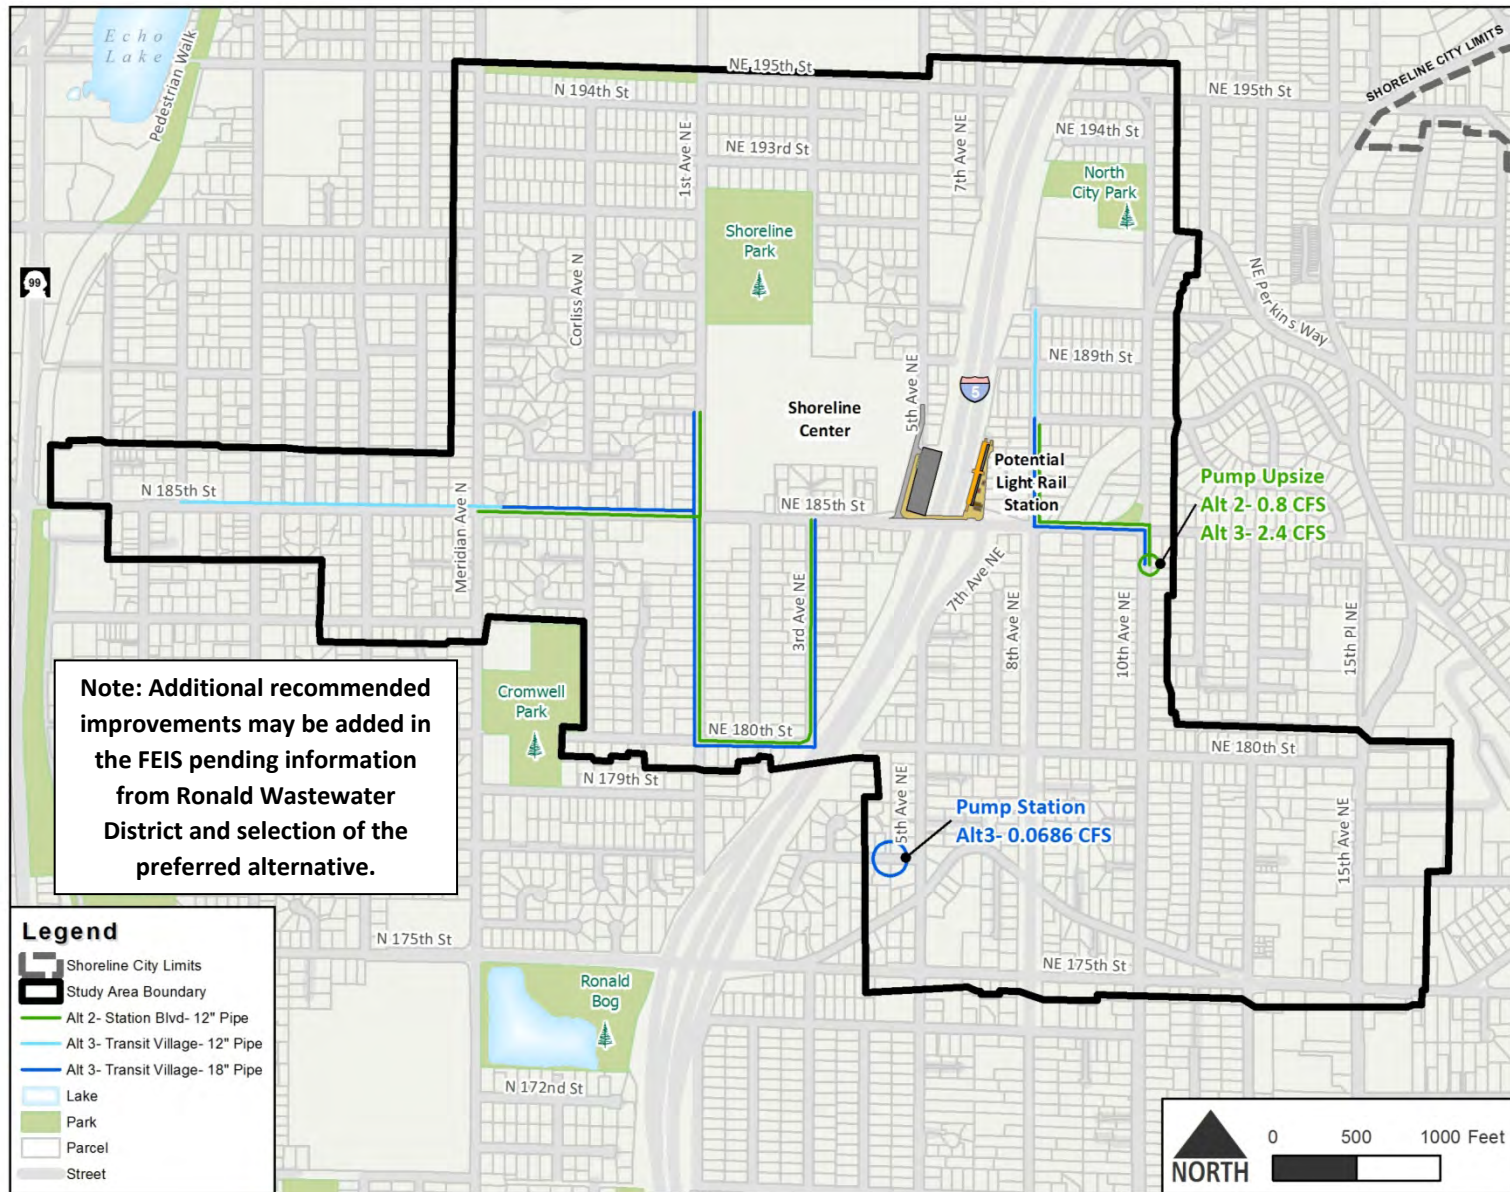 Echo
Lake
Pedestrian Walk
NE 195th St
N 194th St
NE 193rd St
1st Ave NE
7th Ave NE
NE 194th St
NE 195th St
SHORELINE CITY LIMITS
North
City Park
Shoreline
Park
99
Corliss Ave N
NE Perkins Way
NE 189th St
5
5th Ave NE
Shoreline
Center
Potential
Light Rail
Station
Pump Upsize
Alt 2- 0.8 CFS
Alt 3- 2.4 CFS
N 185th St
Meridian Ave N
NE 185th St
3rd Ave NE
7th Ave NE
8th Ave NE
10th Ave NE
15th Pl NE
Note: Additional recommended
improvements may be added in
the FEIS pending information
from Ronald Wastewater
District and selection of the
preferred alternative.
Cromwell
Park
NE 180th St
NE 180th St
N 179th St
5th Ave NE
Pump Station
Alt3- 0.0686 CFS
15th Ave NE
N 175th St
NE 175th St
Ronald
Bog
N 172nd St
Legend
Shoreline City Limits
Study Area Boundary
Alt 2- Station Blvd- 12" Pipe
Alt 3- Transit Village- 12" Pipe
Alt 3- Transit Village- 18" Pipe
Lake
Park
Parcel
Street
NORTH
0 500 1000 Feet